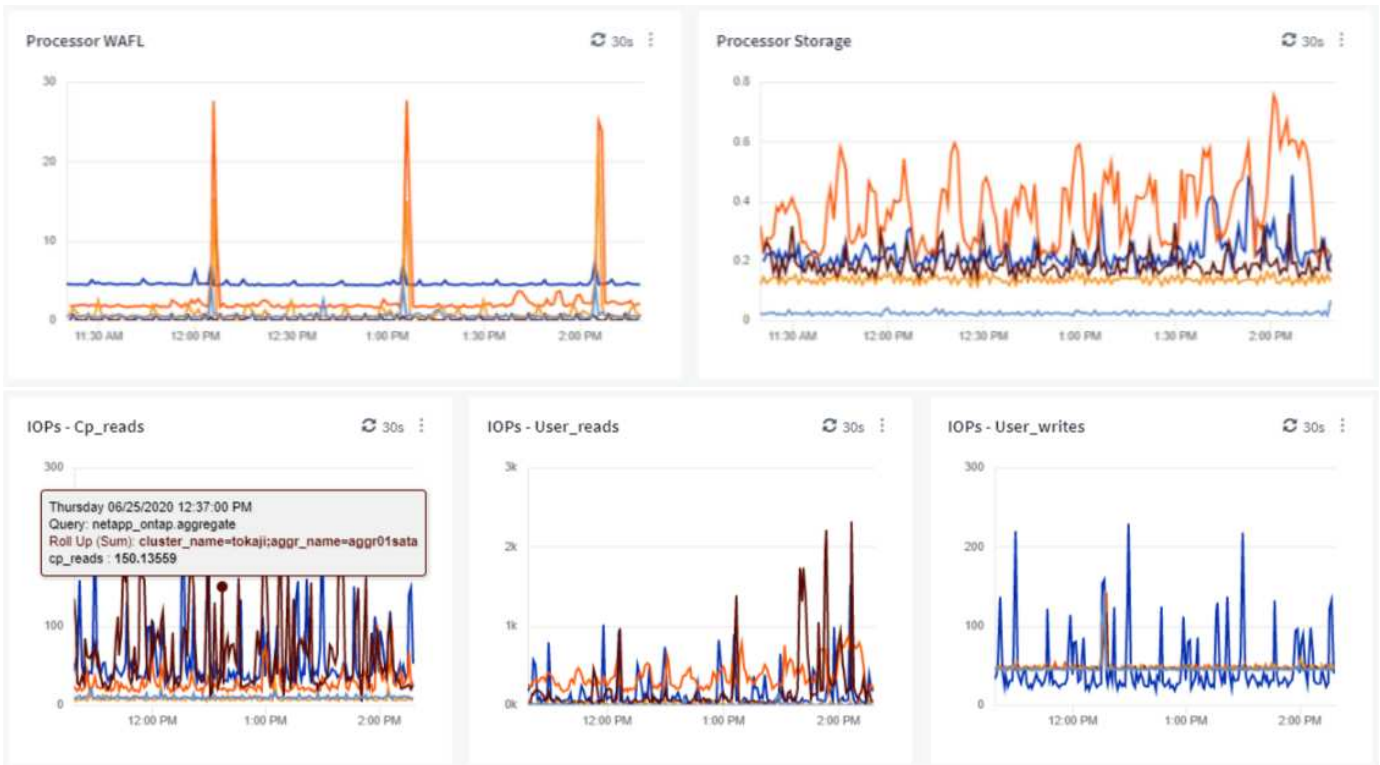 Processor WAFL
30s
30
20
10
0
11:30 AM 12:00 PM 12:30 PM 1:00 PM 1:30 PM 2:00 PM
Processor Storage
30s
0.8
0.6
0.4
0.2
0
11:30 AM 12:00 PM 12:30 PM 1:00 PM 1:30 PM 2:00 PM
IOPs - Cp_reads
30s
300
Thursday 06/25/2020 12:37:00 PM
Query: netapp_ontap.aggregate
Roll Up (Sum): cluster_name=tokaji;aggr_name=aggr01sata
cp_reads : 150.13559
100
0
12:00 PM 1:00 PM 2:00 PM
IOPs - User_reads
30s
3k
2k
1k
0k
12:00 PM 1:00 PM 2:00 PM
IOPs - User_writes
30s
300
200
100
0
12:00 PM 1:00 PM 2:00 PM